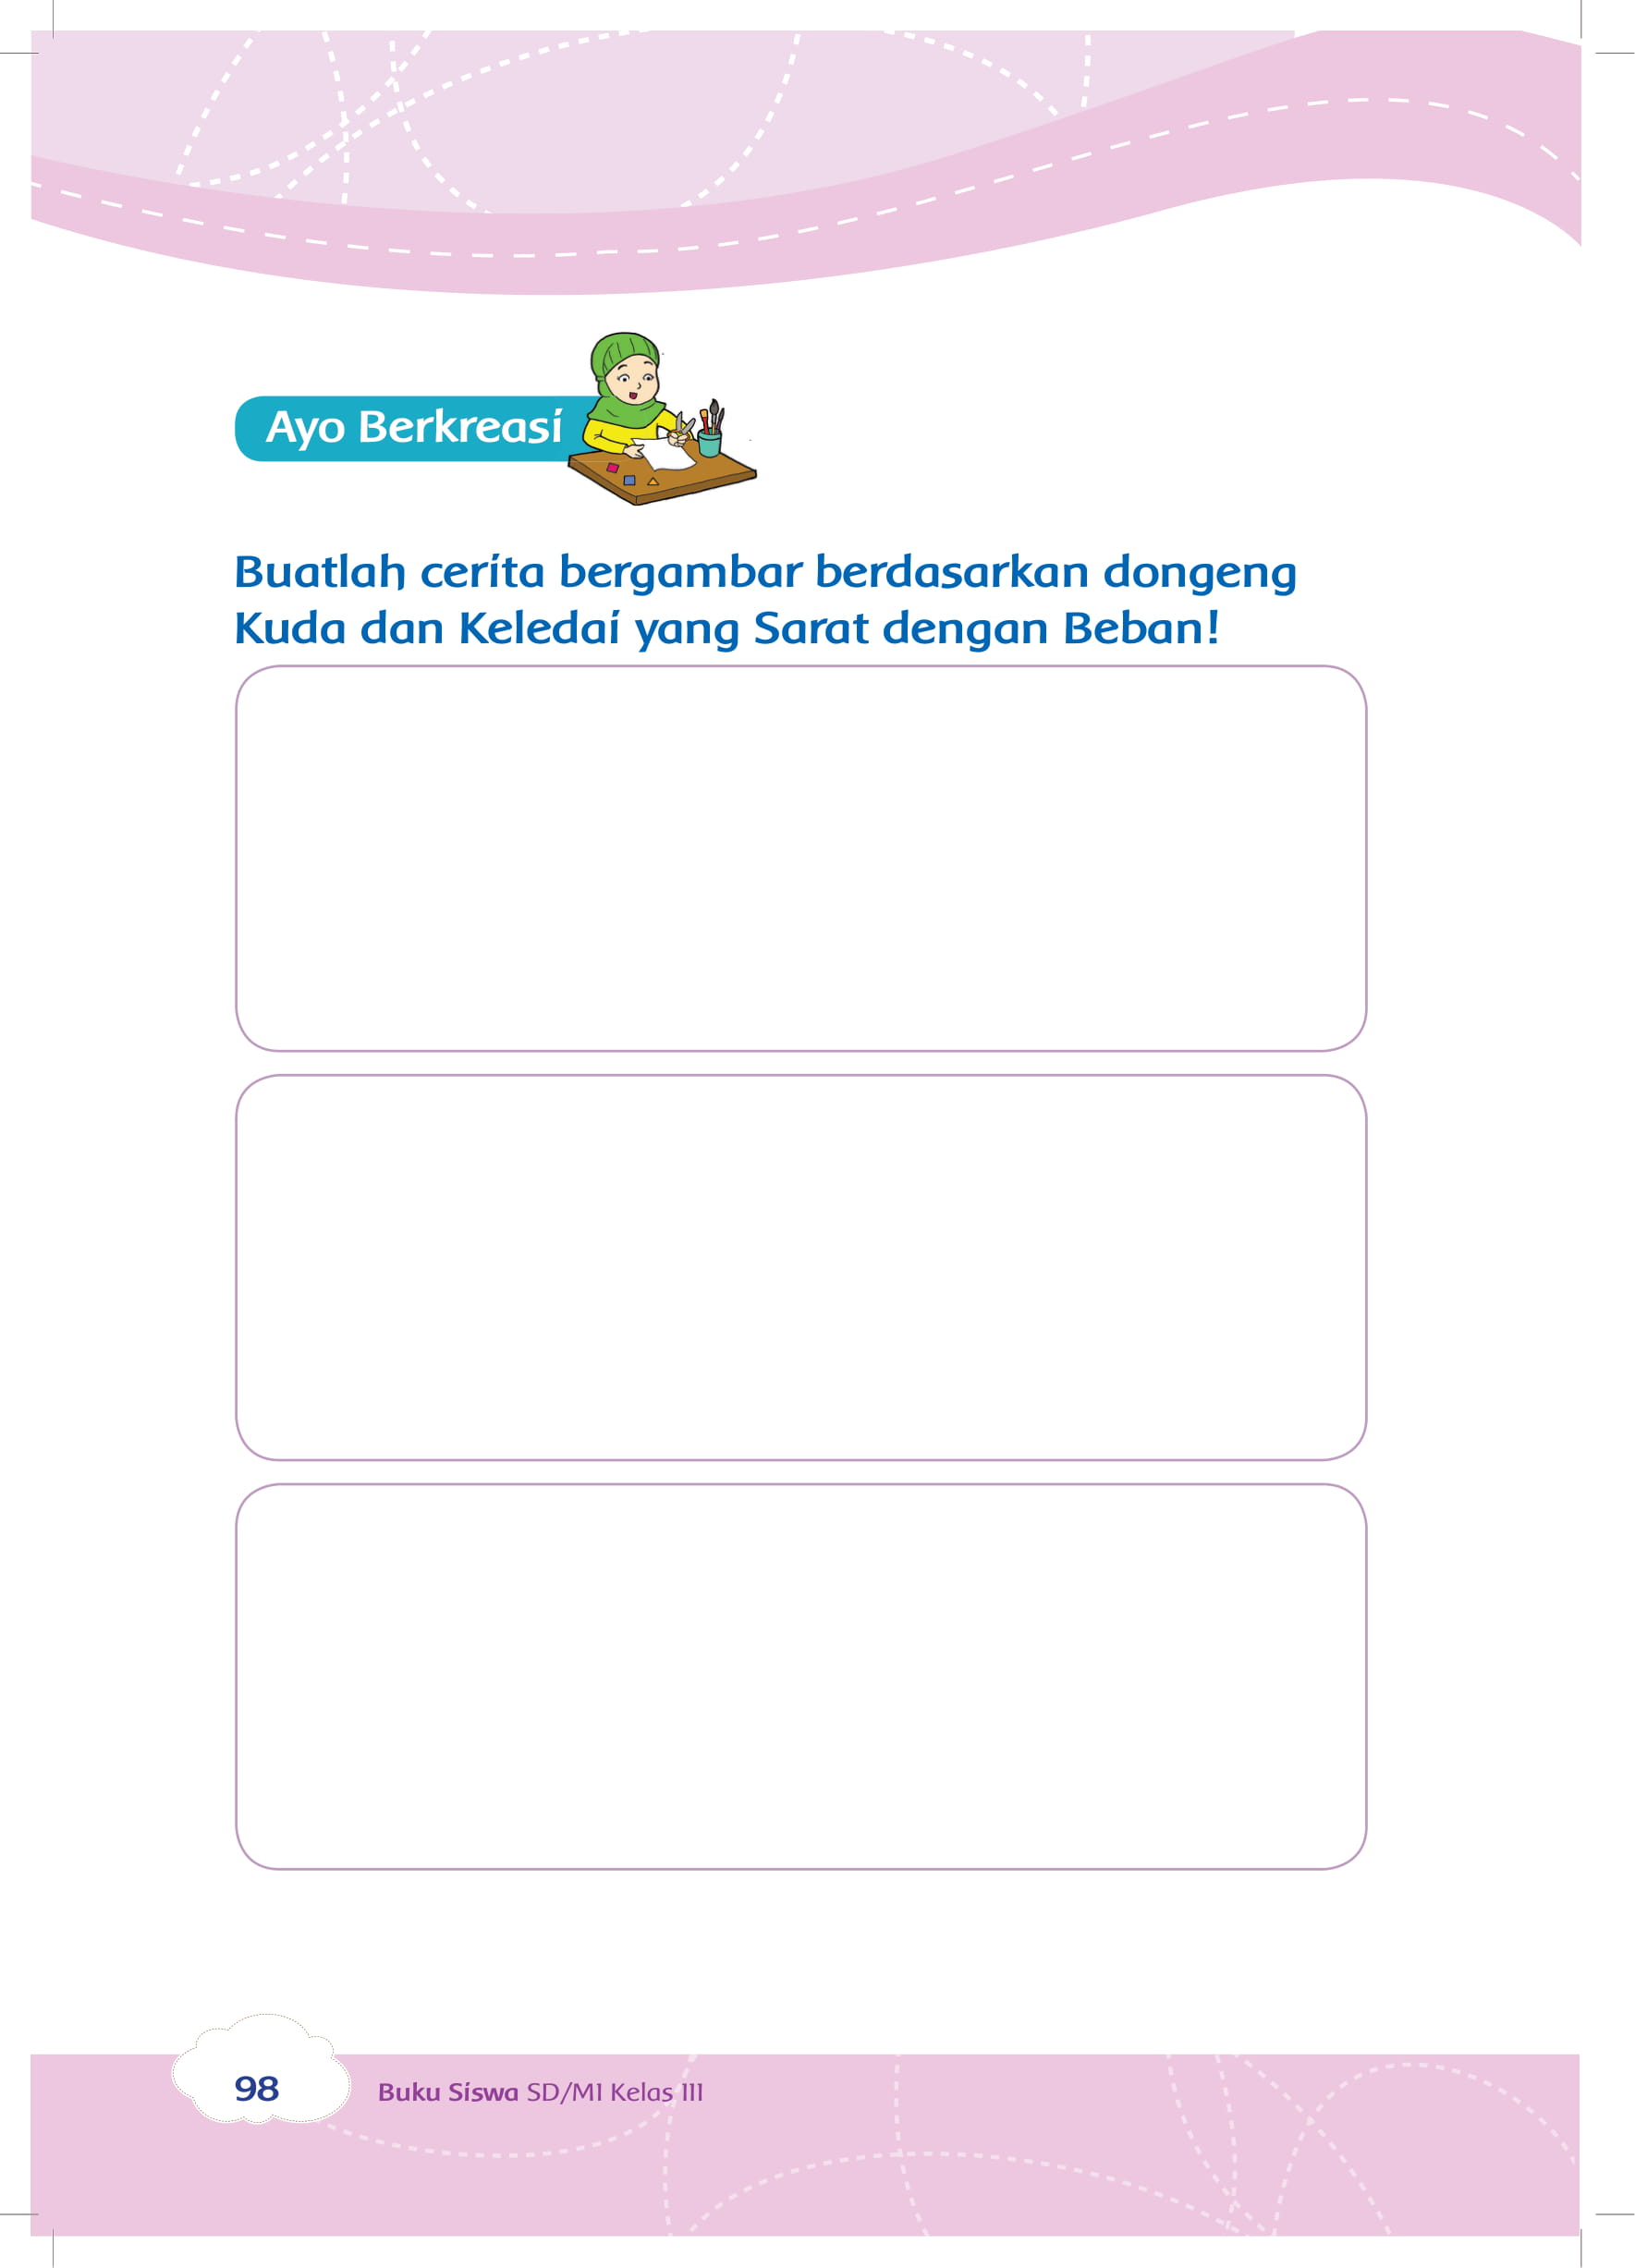 Ayo Berkreasi
Buatlah cerita bergambar berdasarkan dongeng
Kuda dan Keledai yang Sarat dengan Beban!
98
Buku Siswa SD/MI Kelas III